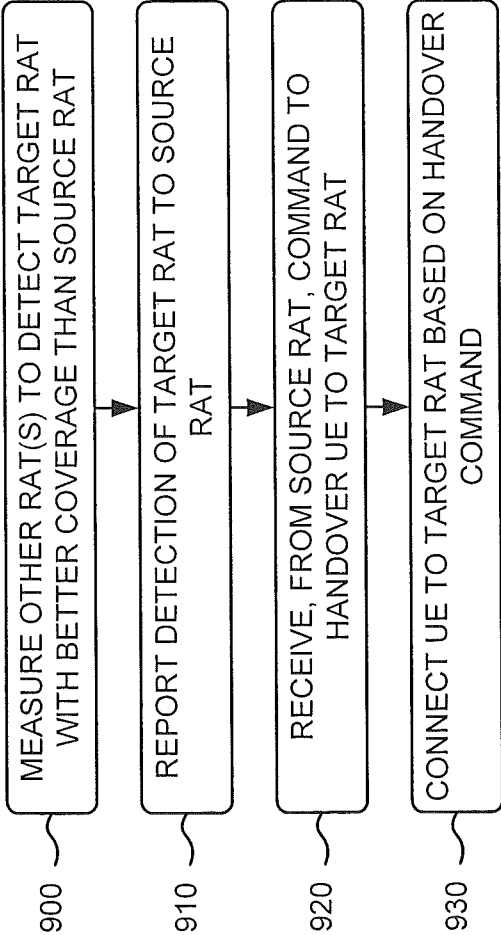 900
MEASURE OTHER RAT(S) TO DETECT TARGET RAT
WITH BETTER COVERAGE THAN SOURCE RAT
910
REPORT DETECTION OF TARGET RAT TO SOURCE
RAT
920
RECEIVE, FROM SOURCE RAT, COMMAND TO
HANDOVER UE TO TARGET RAT
930
CONNECT UE TO TARGET RAT BASED ON HANDOVER
COMMAND